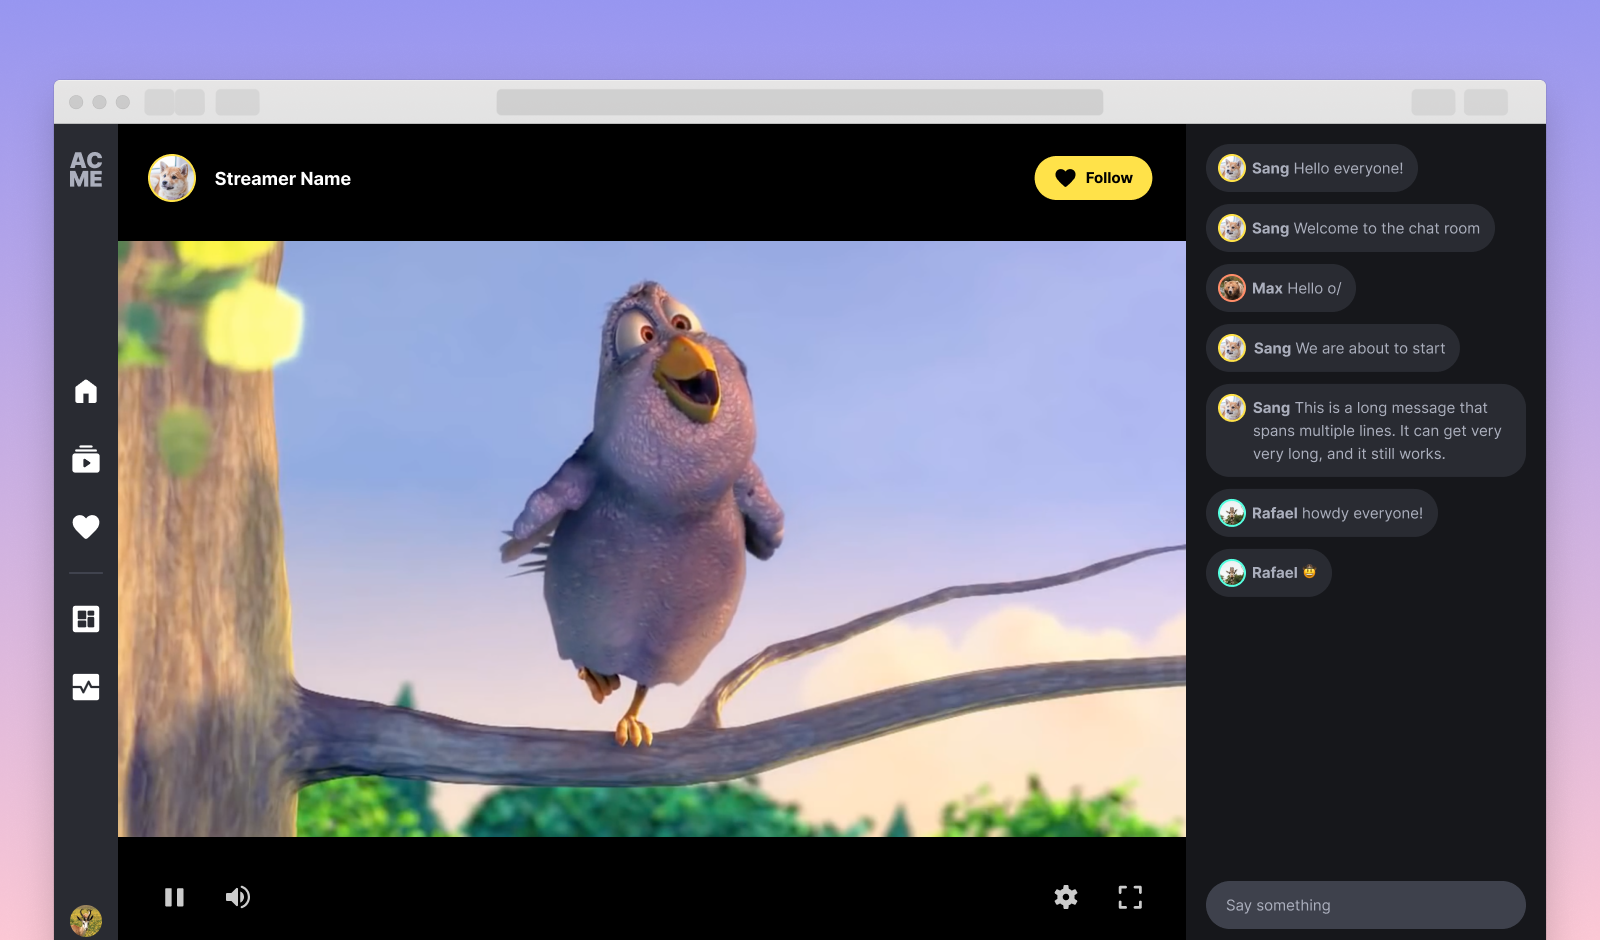 AC
ME
Streamer Name
Follow
Sang Hello everyone!
Sang Welcome to the chat room
Max Hello o/
Sang We are about to start
Sang This is a long message that
spans multiple lines. It can get very
very long, and it still works.
Rafael howdy everyone!
Rafael 🤠
Say something